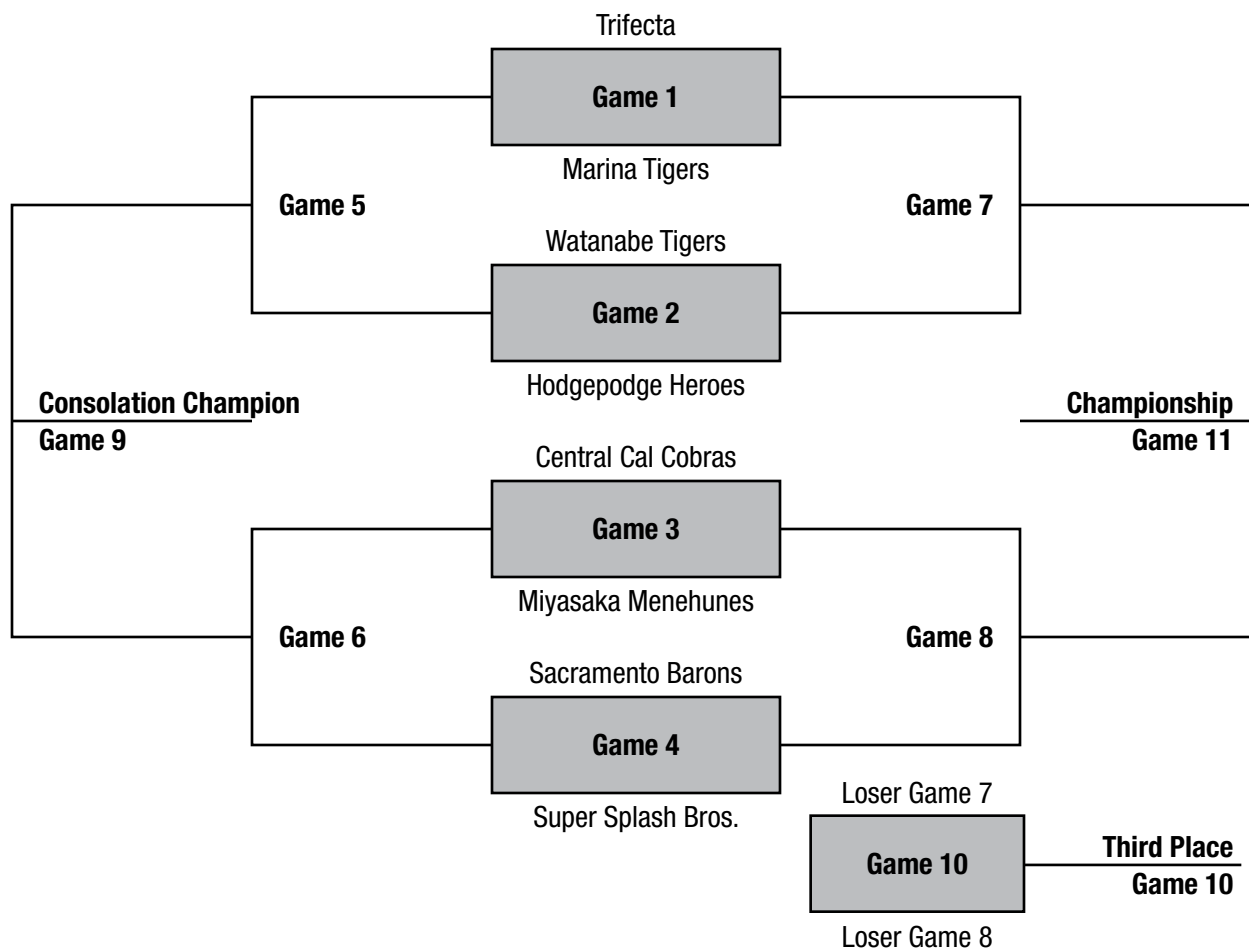 Trifecta
Game 1
Marina Tigers
Game 5
Game 7
Watanabe Tigers
Game 2
Hodgepodge Heroes
Consolation Champion
Game 9
Championship
Game 11
Central Cal Cobras
Game 3
Miyasaka Menehunes
Game 6
Game 8
Sacramento Barons
Game 4
Super Splash Bros.
Loser Game 7
Game 10
Loser Game 8
Third Place
Game 10